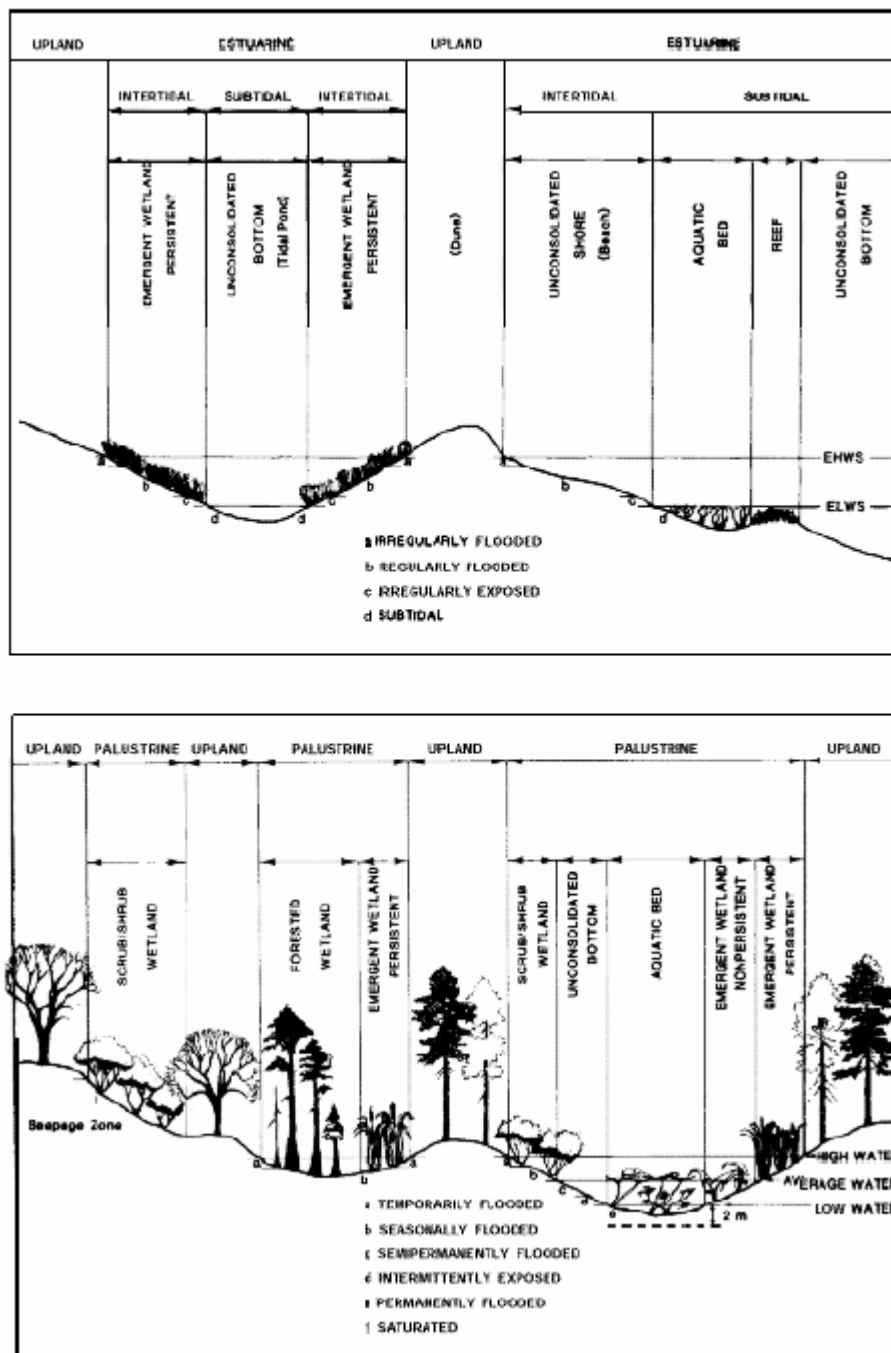 UPLAND ESTUARINE UPLAND ESTUARINE
INTERTIDAL SUBTIDAL INTERTIDAL INTERTIDAL SUBTIDAL
EMERGENT WETLAND
PERSISTENT
UNCONSOLIDATED
BOTTOM
(Tidal Pond)
EMERGENT WETLAND
PERSISTENT
(Dune)
UNCONSOLIDATED
SHORE
(Beach)
AQUATIC
BED
REEF
UNCONSOLIDATED
BOTTOM
EHWS
b b b
c c c
ELWS
d d d
a IRREGULARLY FLOODED
b REGULARLY FLOODED
c IRREGULARLY EXPOSED
d SUBTIDAL
UPLAND PALUSTRINE UPLAND PALUSTRINE UPLAND PALUSTRINE UPLAND
SCRUB/SHRUB
WETLAND
FORESTED
WETLAND
EMERGENT WETLAND
PERSISTENT
SCRUB/SHRUB
WETLAND
UNCONSOLIDATED
BOTTOM
AQUATIC BED
EMERGENT WETLAND
NONPERSISTENT
EMERGENT WETLAND
PERSISTENT
Seepage Zone
a a HIGH WATER
b b AVERAGE WATER
c
d
e LOW WATER
2 m
a TEMPORARILY FLOODED
b SEASONALLY FLOODED
c SEMIPERMANENTLY FLOODED
d INTERMITTENTLY EXPOSED
e PERMANENTLY FLOODED
f SATURATED